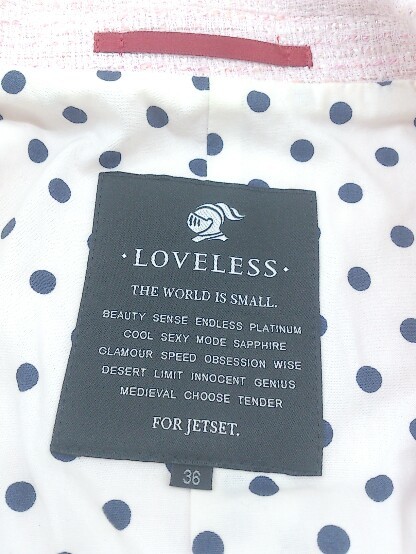 · LOVELESS ·
THE WORLD IS SMALL.
BEAUTY SENSE ENDLESS PLATINUM
COOL SEXY MODE SAPPHIRE
GLAMOUR SPEED OBSESSION WISE
DESERT LIMIT INNOCENT GENIUS
MEDIEVAL CHOOSE TENDER
FOR JETSET.
36